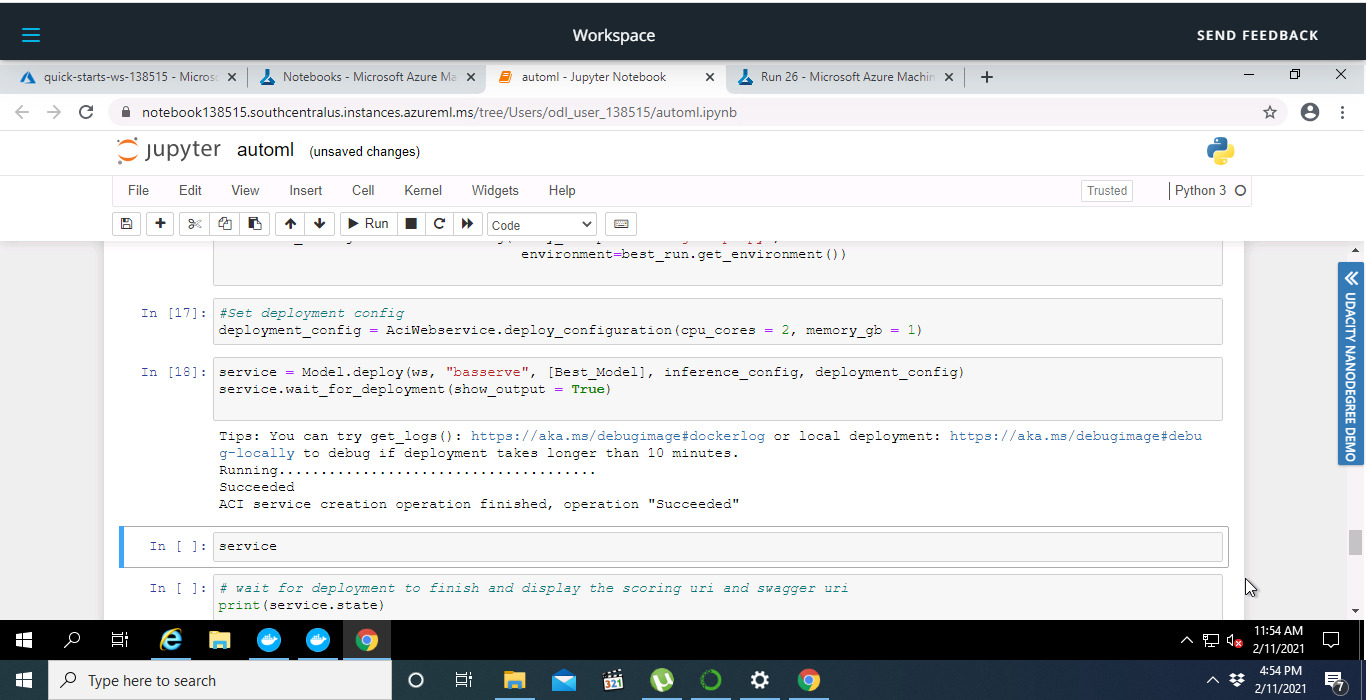 Workspace
SEND FEEDBACK
quick-starts-ws-138515 - Micros
Notebooks - Microsoft Azure Ma
automl - Jupyter Notebook
Run 26 - Microsoft Azure Machin
notebook138515.southcentralus.instances.azureml.ms/tree/Users/odl_user_138515/automl.ipynb
jupyter automl (unsaved changes)
File Edit View Insert Cell Kernel Widgets Help
Trusted
Python 3
Run
Code
environment=best_run.get_environment())
In [17]: #Set deployment config
deployment_config = AciWebservice.deploy_configuration(cpu_cores = 2, memory_gb = 1)
In [18]: service = Model.deploy(ws, "basserve", [Best_Model], inference_config, deployment_config)
service.wait_for_deployment(show_output = True)
Tips: You can try get_logs(): https://aka.ms/debugimage#dockerlog or local deployment: https://aka.ms/debugimage#debu
g-locally to debug if deployment takes longer than 10 minutes.
Running......................................
Succeeded
ACI service creation operation finished, operation "Succeeded"
In [ ]: service
In [ ]: # wait for deployment to finish and display the scoring uri and swagger uri
print(service.state)
UDACITY NANODEGREE DEMO
11:54 AM
2/11/2021
Type here to search
321
4:54 PM
2/11/2021
7